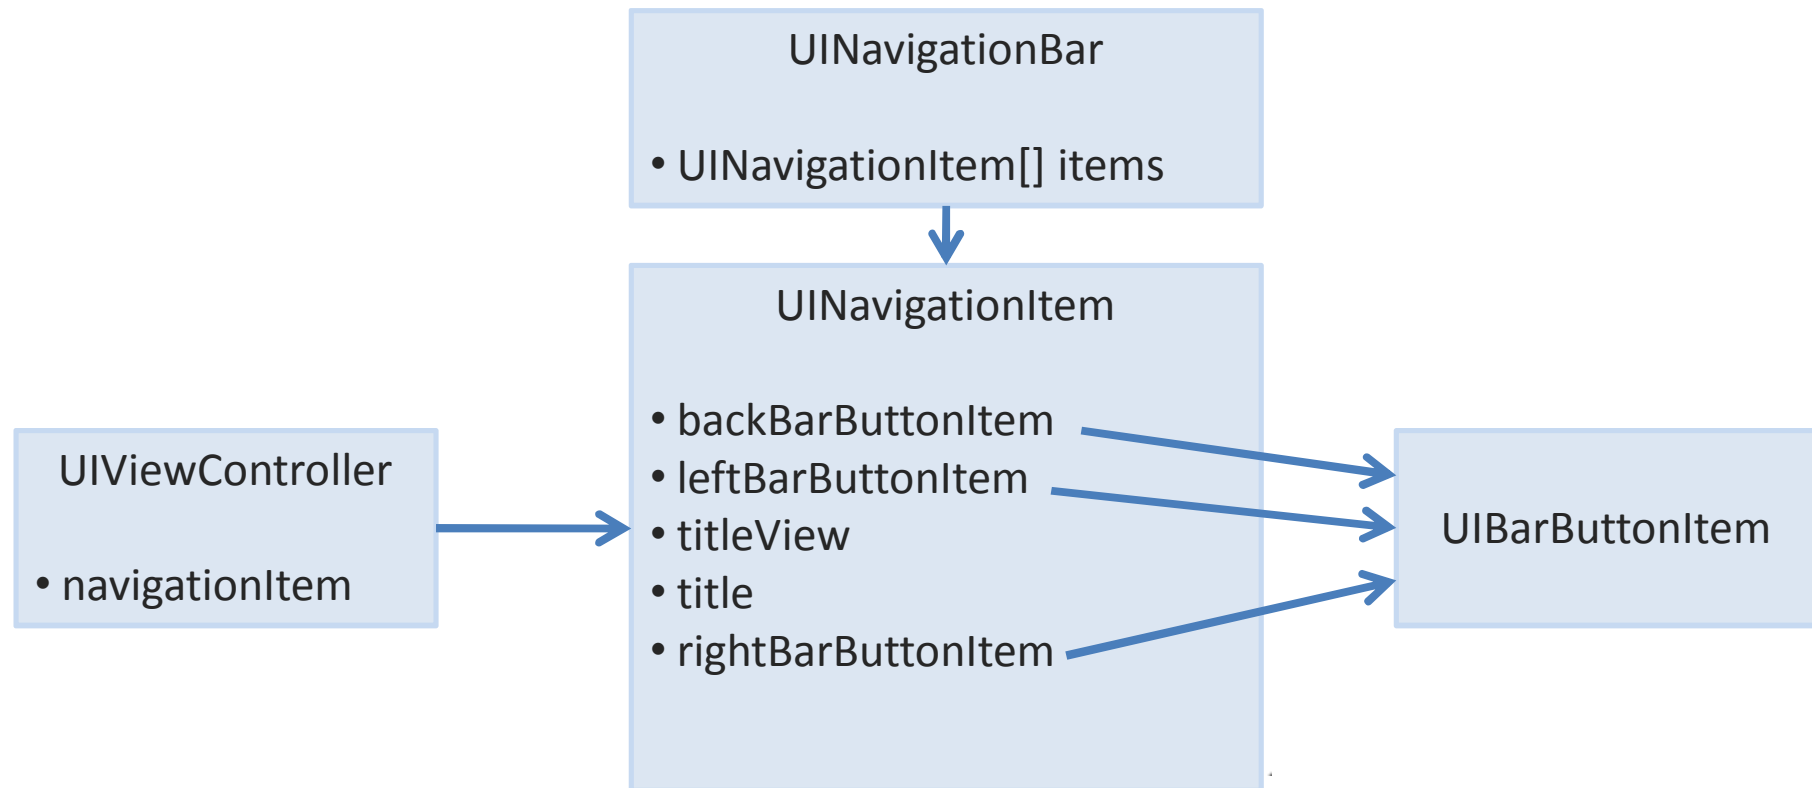 UINavigationBar
• UINavigationItem[] items
UINavigationItem
• backBarButtonItem
• leftBarButtonItem
• titleView
• title
• rightBarButtonItem
UIViewController
• navigationItem
UIBarButtonItem